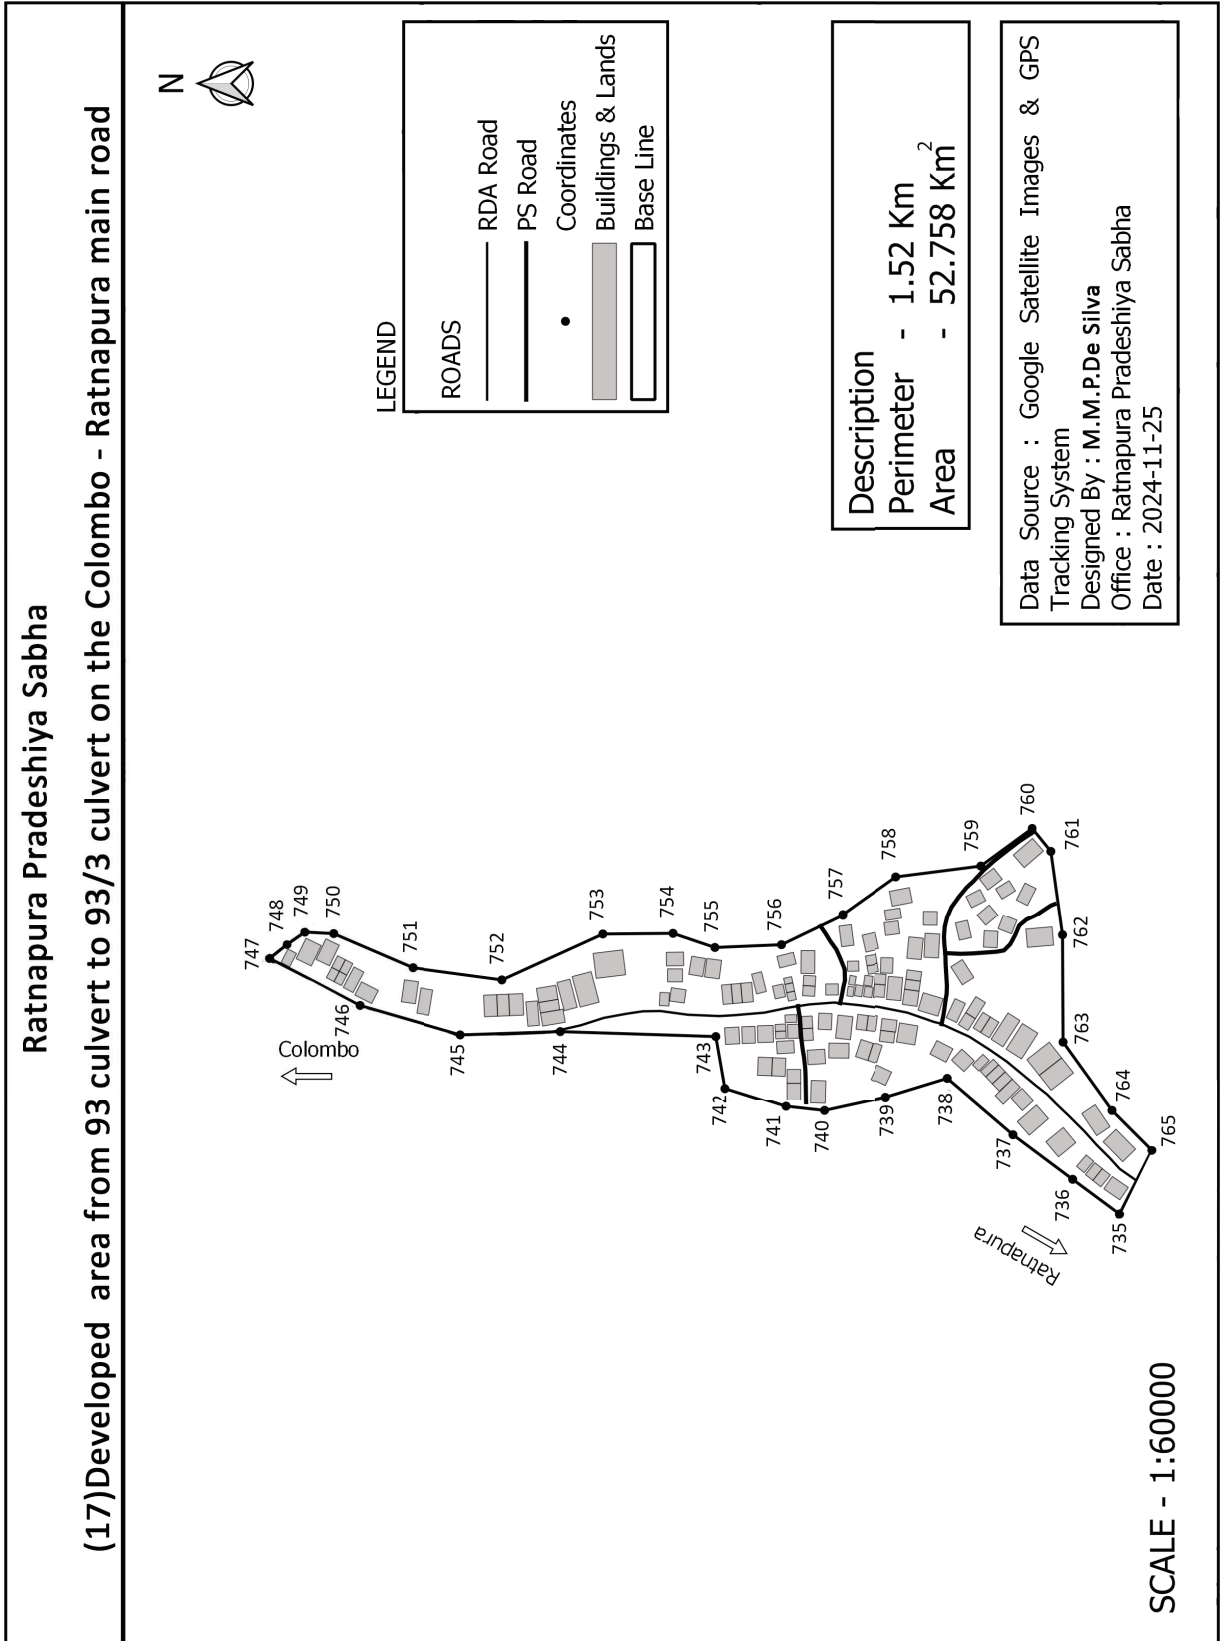 Ratnapura Pradeshiya Sabha
(17)Developed area from 93 culvert to 93/3 culvert on the Colombo - Ratnapura main road
N
LEGEND
ROADS
RDA Road
PS Road
Coordinates
Buildings & Lands
Base Line
Description
Perimeter - 1.52 Km
Area - 52.758 Km²
Data Source : Google Satellite Images & GPS
Tracking System
Designed By : M.M.P.De Silva
Office : Ratnapura Pradeshiya Sabha
Date : 2024-11-25
747
748
749
750
751
752
753
754
755
756
757
758
759
760
761
762
763
764
765
746
745
744
743
742
741
740
739
738
737
736
735
Colombo
Ratnapura
SCALE - 1:60000